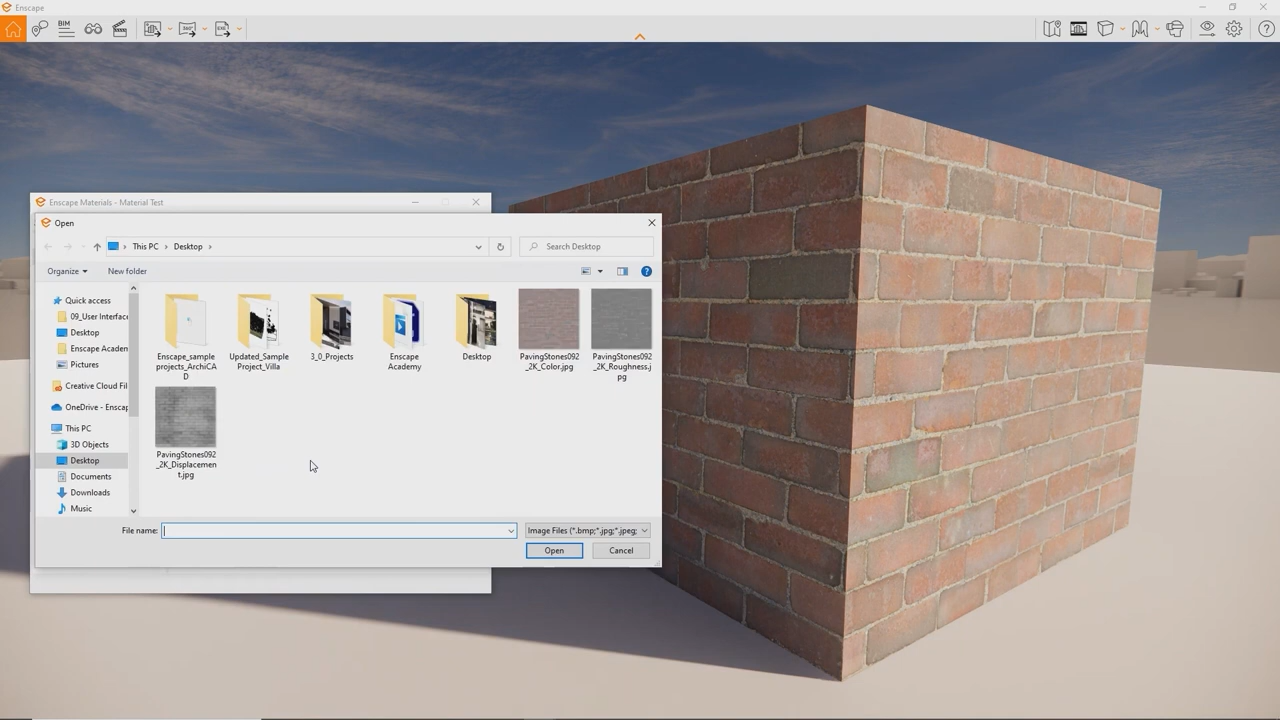 Enscape
BIM
360°
EXE
Enscape Materials - Material Test
Open
This PC
Desktop
Search Desktop
Organize
New folder
Quick access
09_User Interface
Desktop
Enscape Academ
Pictures
Creative Cloud Fil
OneDrive - Enscap
This PC
3D Objects
Desktop
Documents
Downloads
Music
Enscape_sample
projects_ArchiCA
D
Updated_Sample
Project_Villa
3_0_Projects
Enscape
Academy
Desktop
PavingStones092
_2K_Color.jpg
PavingStones092
_2K_Roughness.j
pg
PavingStones092
_2K_Displacemen
t.jpg
File name:
Image Files (*.bmp;*.jpg;*.jpeg;
Open
Cancel